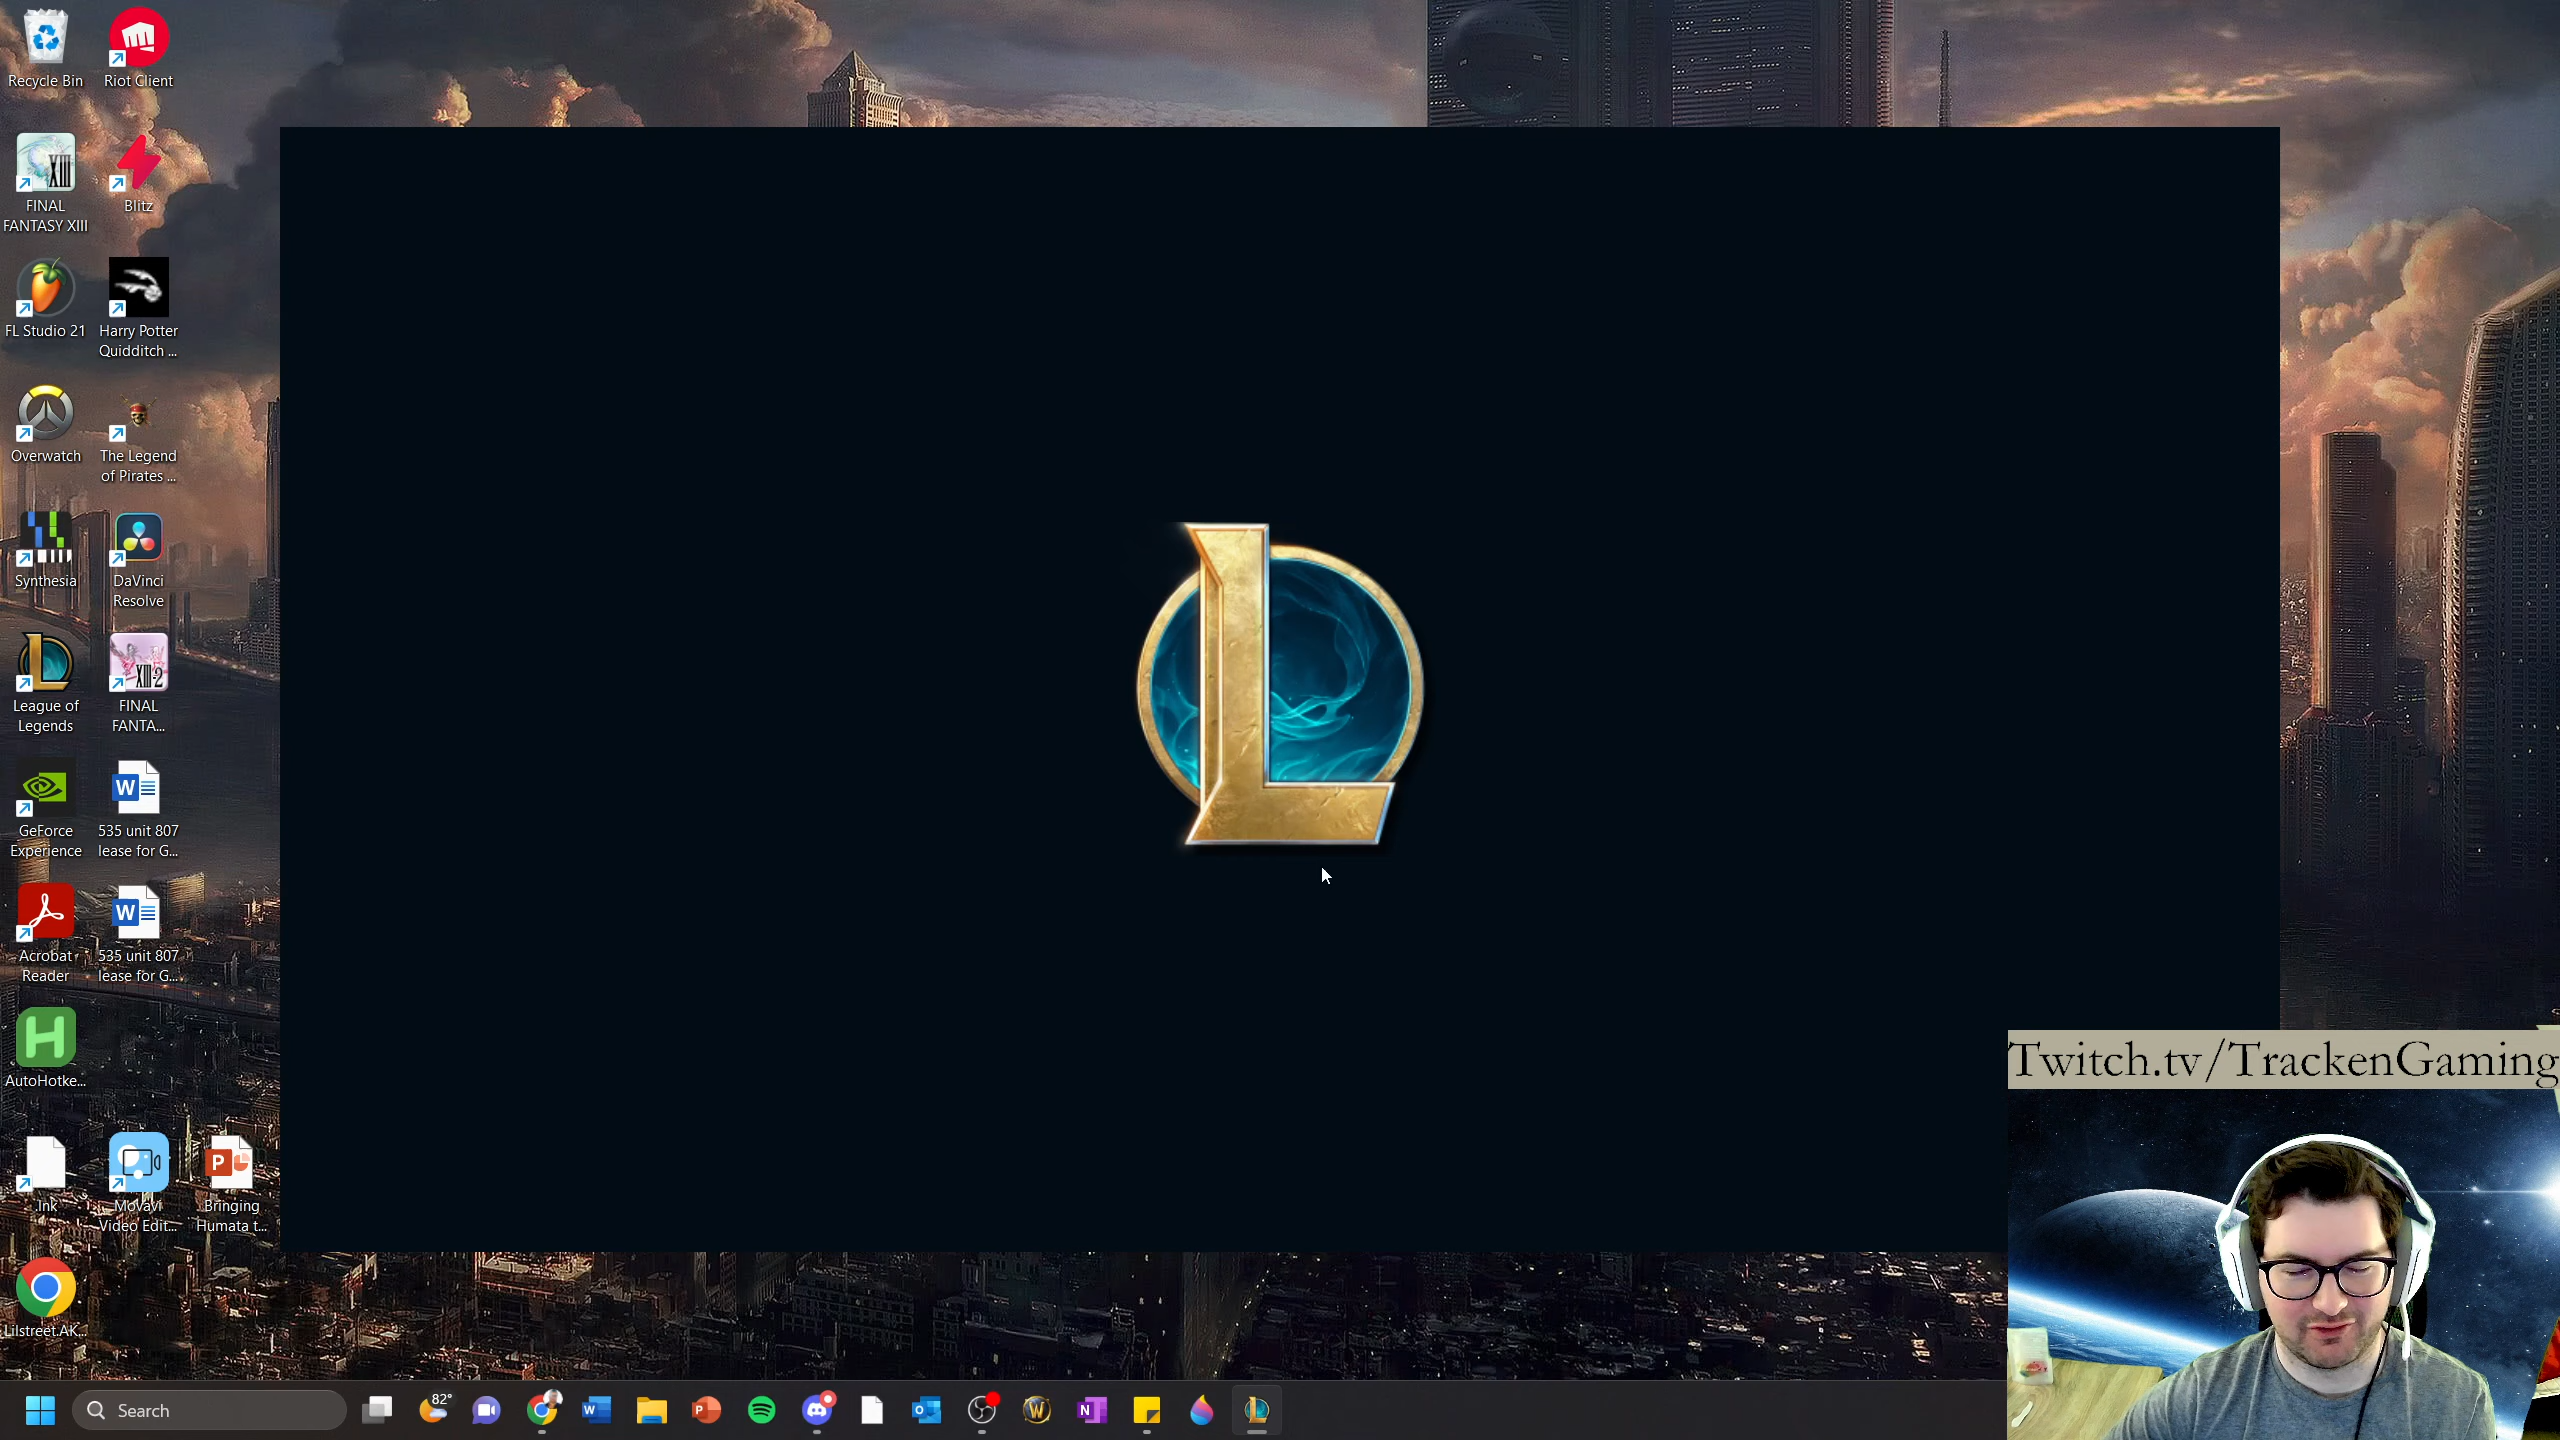 Recycle Bin
Riot Client
FINAL
FANTASY XIII
Blitz
FL Studio 21
Harry Potter
Quidditch ...
Overwatch
The Legend
of Pirates ...
Synthesia
DaVinci
Resolve
League of
Legends
XIII-2
FINAL
FANTA...
GeForce
Experience
535 unit 807
lease for G...
Acrobat
Reader
535 unit 807
lease for G...
AutoHotke...
.lnk
Movavi
Video Edit...
Bringing
Humata t...
Lilstreet.AK...
Twitch.tv/TrackenGaming
Search
82°